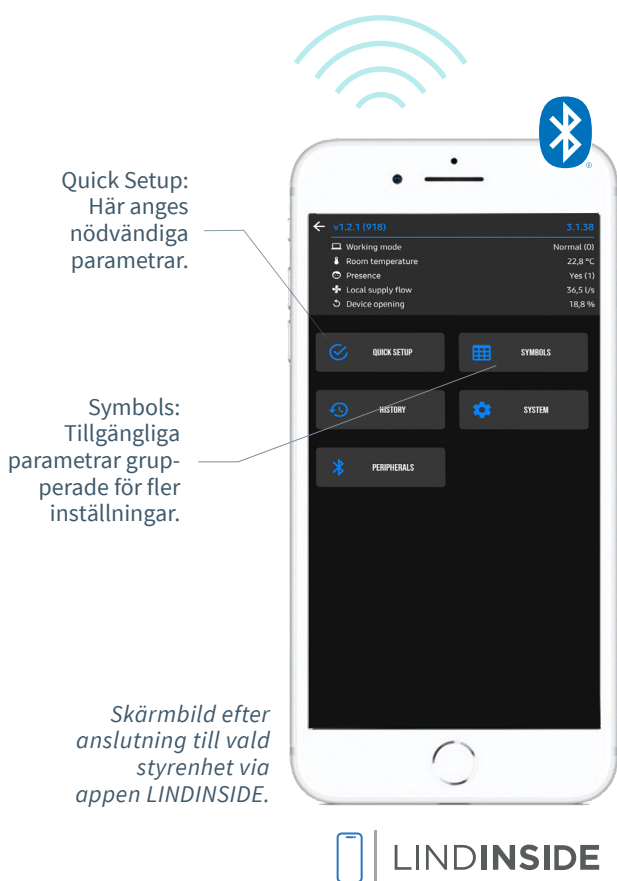 Quick Setup:
Här anges
nödvändiga
parametrar.
v1.2.1 (918) 3.1.38
Working mode Normal (0)
Room temperature 22,8 °C
Presence Yes (1)
Local supply flow 36,5 l/s
Device opening 18,8 %
QUICK SETUP SYMBOLS
HISTORY SYSTEM
PERIPHERALS
Symbols:
Tillgängliga
parametrar grup-
perade för fler
inställningar.
Skärmbild efter
anslutning till vald
styrenhet via
appen LINDINSIDE.
LINDINSIDE